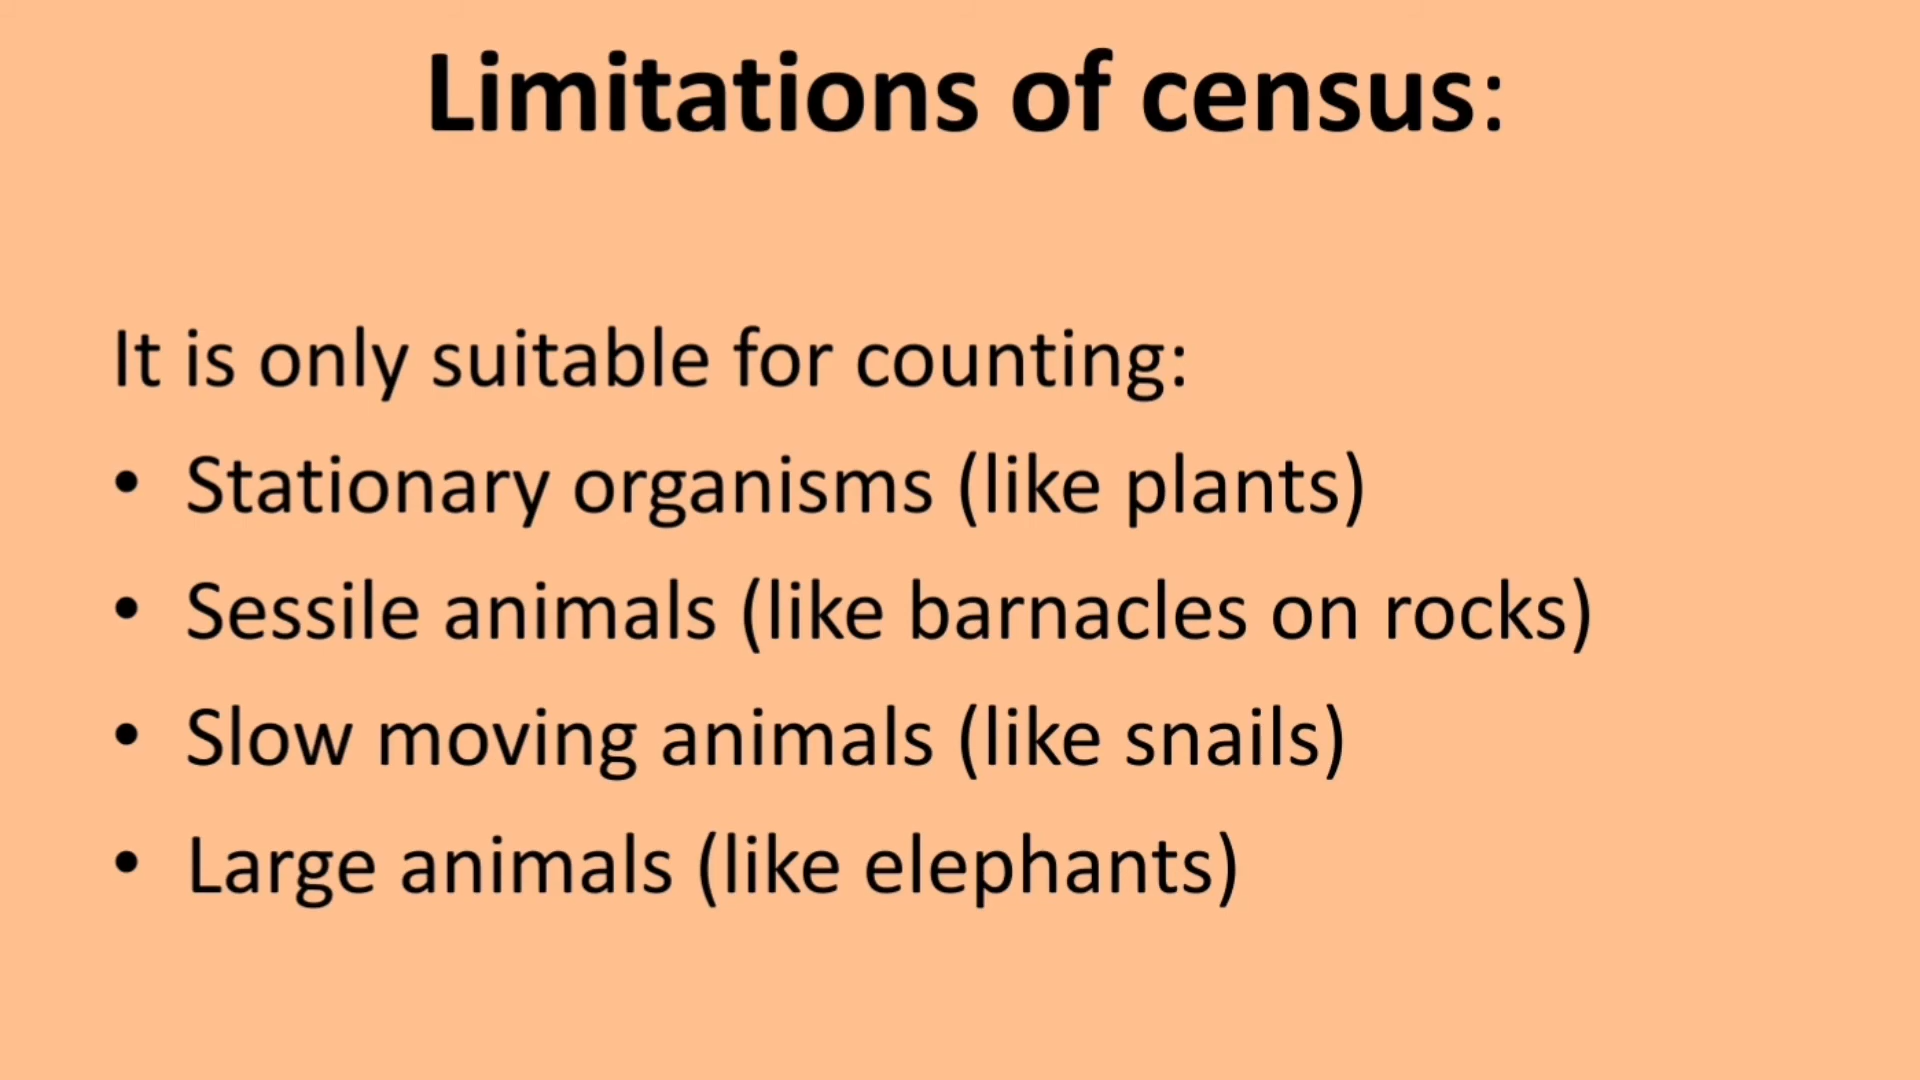 Limitations of census:
It is only suitable for counting:
• Stationary organisms (like plants)
• Sessile animals (like barnacles on rocks)
• Slow moving animals (like snails)
• Large animals (like elephants)